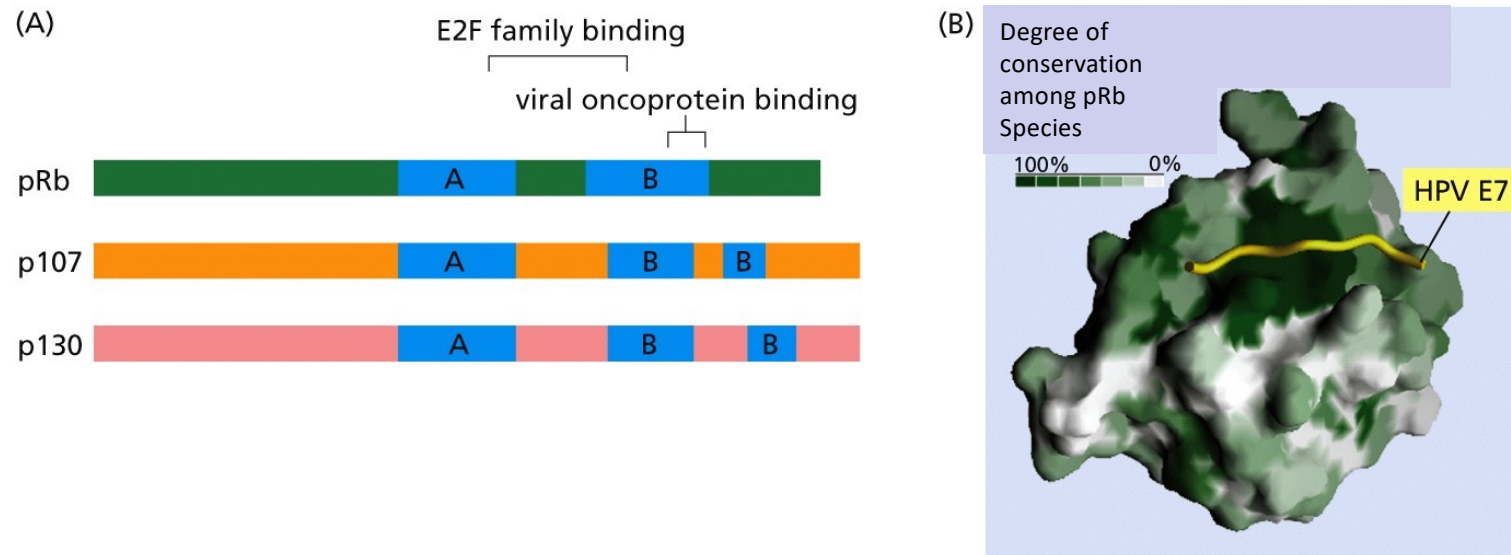 (A)
E2F family binding
viral oncoprotein binding
pRb
A
B
p107
A
B
B
p130
A
B
B
(B)
Degree of
conservation
among pRb
Species
100% 0%
HPV E7